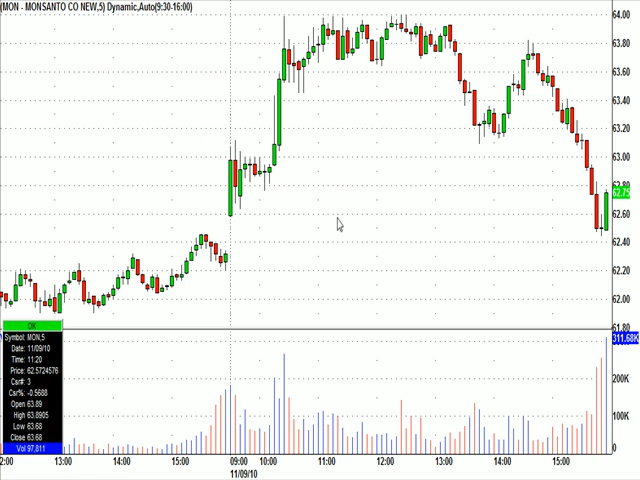 (MON - MONSANTO CO NEW,5) Dynamic,Auto(9:30-16:00)
64.00
63.80
63.60
63.40
63.20
63.00
62.80
62.75
62.60
62.40
62.20
62.00
61.80
OK
311.68K
Symbol MON,5
Date: 11/09/10
Time: 11:20
Price: 62.5724576
Csr#: 3
Csr%: -0.5688
Open 63.89
High 63.8905
Low 63.68
Close 63.68
Vol 97,811
200K
100K
2:00 13:00 14:00 15:00 09:00 10:00 11:00 12:00 13:00 14:00 15:00
11/09/10